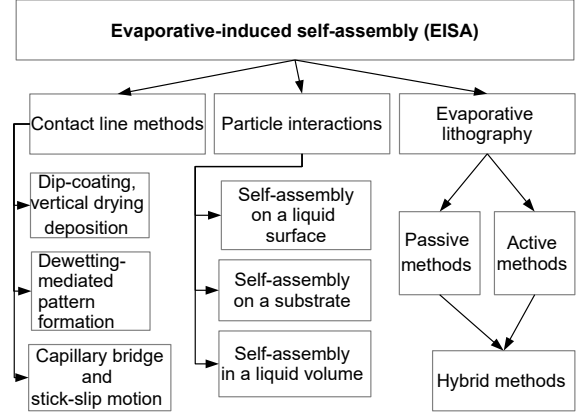 Evaporative-induced self-assembly (EISA)
Contact line methods
Particle interactions
Evaporative
lithography
Dip-coating,
vertical drying
deposition
Dewetting-
mediated
pattern
formation
Capillary bridge
and
stick-slip motion
Self-assembly
on a liquid
surface
Self-assembly
on a substrate
Self-assembly
in a liquid volume
Passive
methods
Active
methods
Hybrid methods